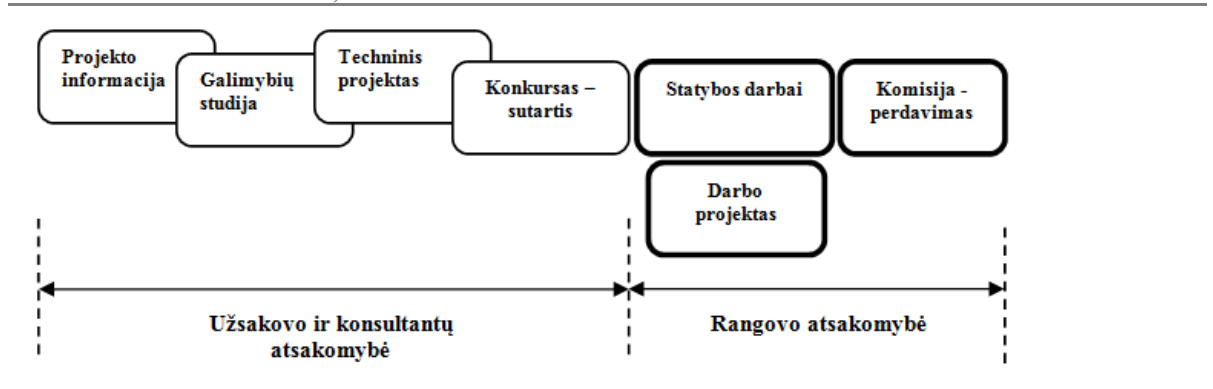 Projekto
informacija
Galimybių
studija
Techninis
projektas
Konkursas –
sutartis
Statybos darbai
Komisija -
perdavimas
Darbo
projektas
Užsakovo ir konsultantų
atsakomybė
Rangovo atsakomybė